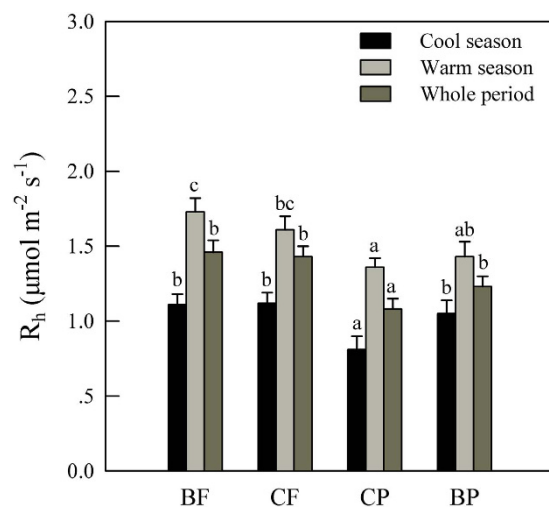 3.0
2.5
2.0
1.5
1.0
.5
0.0
R_h (μmol m⁻² s⁻¹)
Cool season
Warm season
Whole period
b c b
b bc b
a a a
b ab b
BF CF CP BP